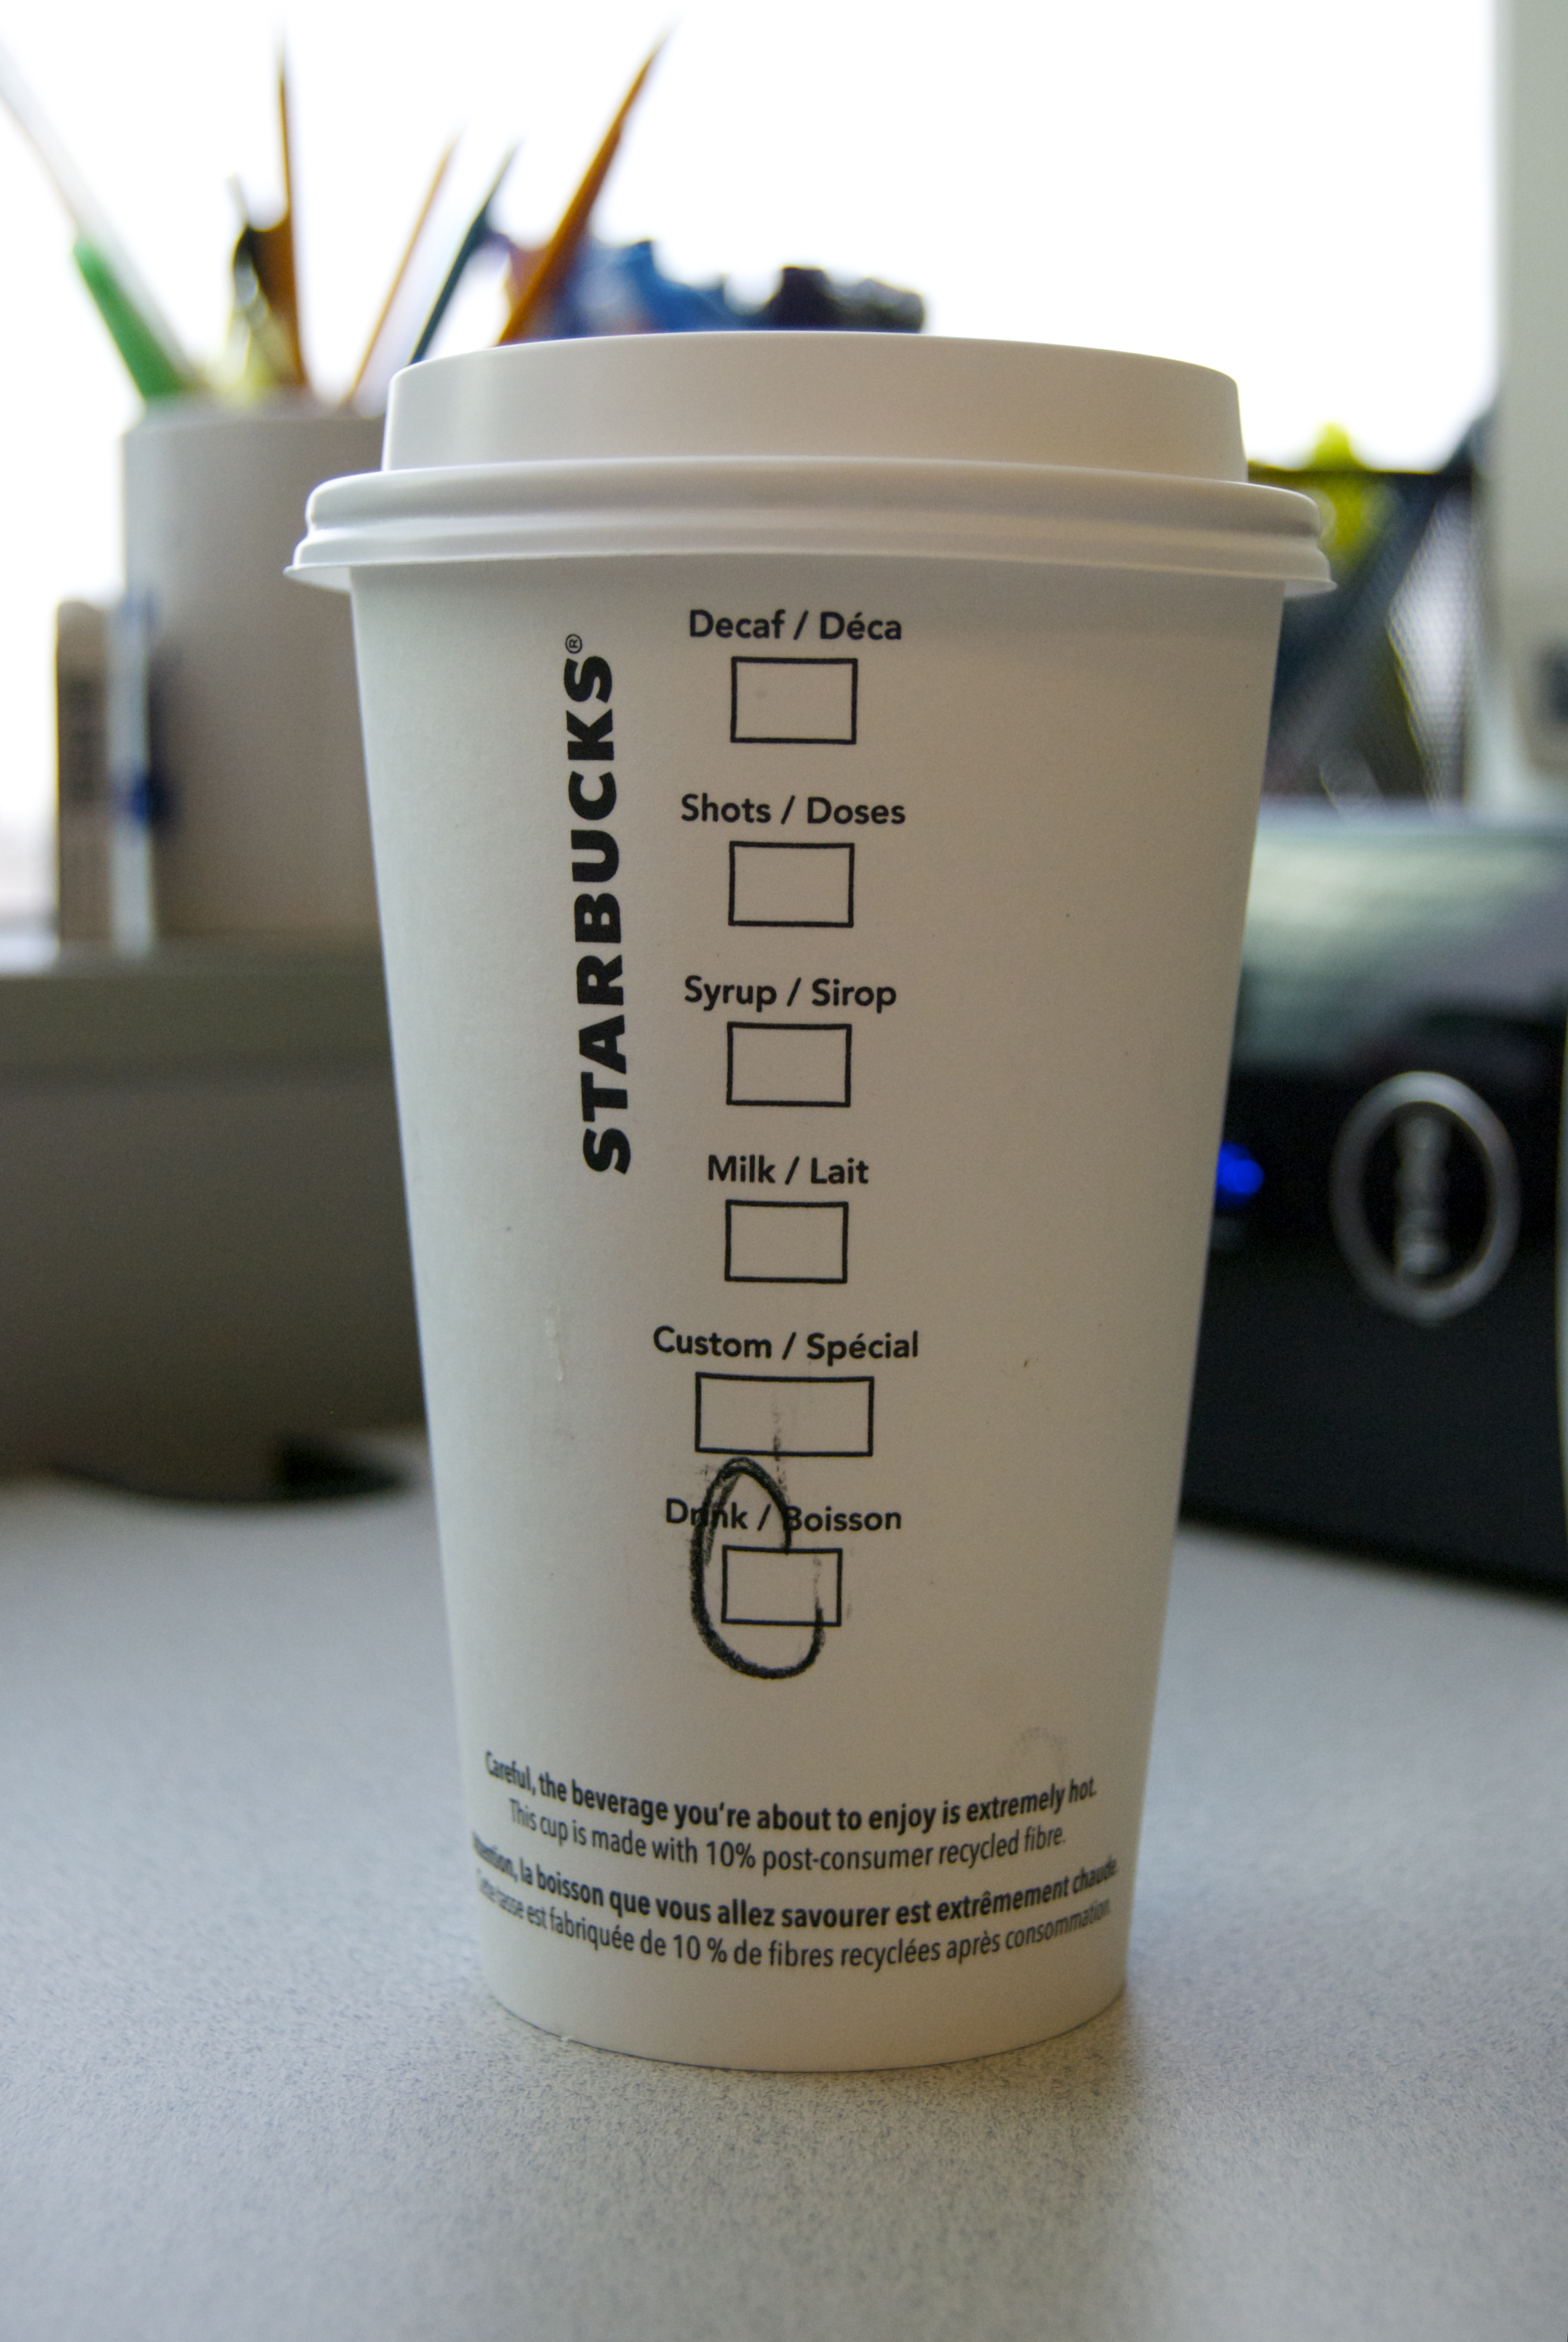 STARBUCKS®
Decaf / Déca
Shots / Doses
Syrup / Sirop
Milk / Lait
Custom / Spécial
Drink / Boisson
Careful, the beverage you're about to enjoy is extremely hot.
This cup is made with 10% post-consumer recycled fibre.
Attention, la boisson que vous allez savourer est extrêmement chaude.
Cette tasse est fabriquée de 10 % de fibres recyclées après consommation.